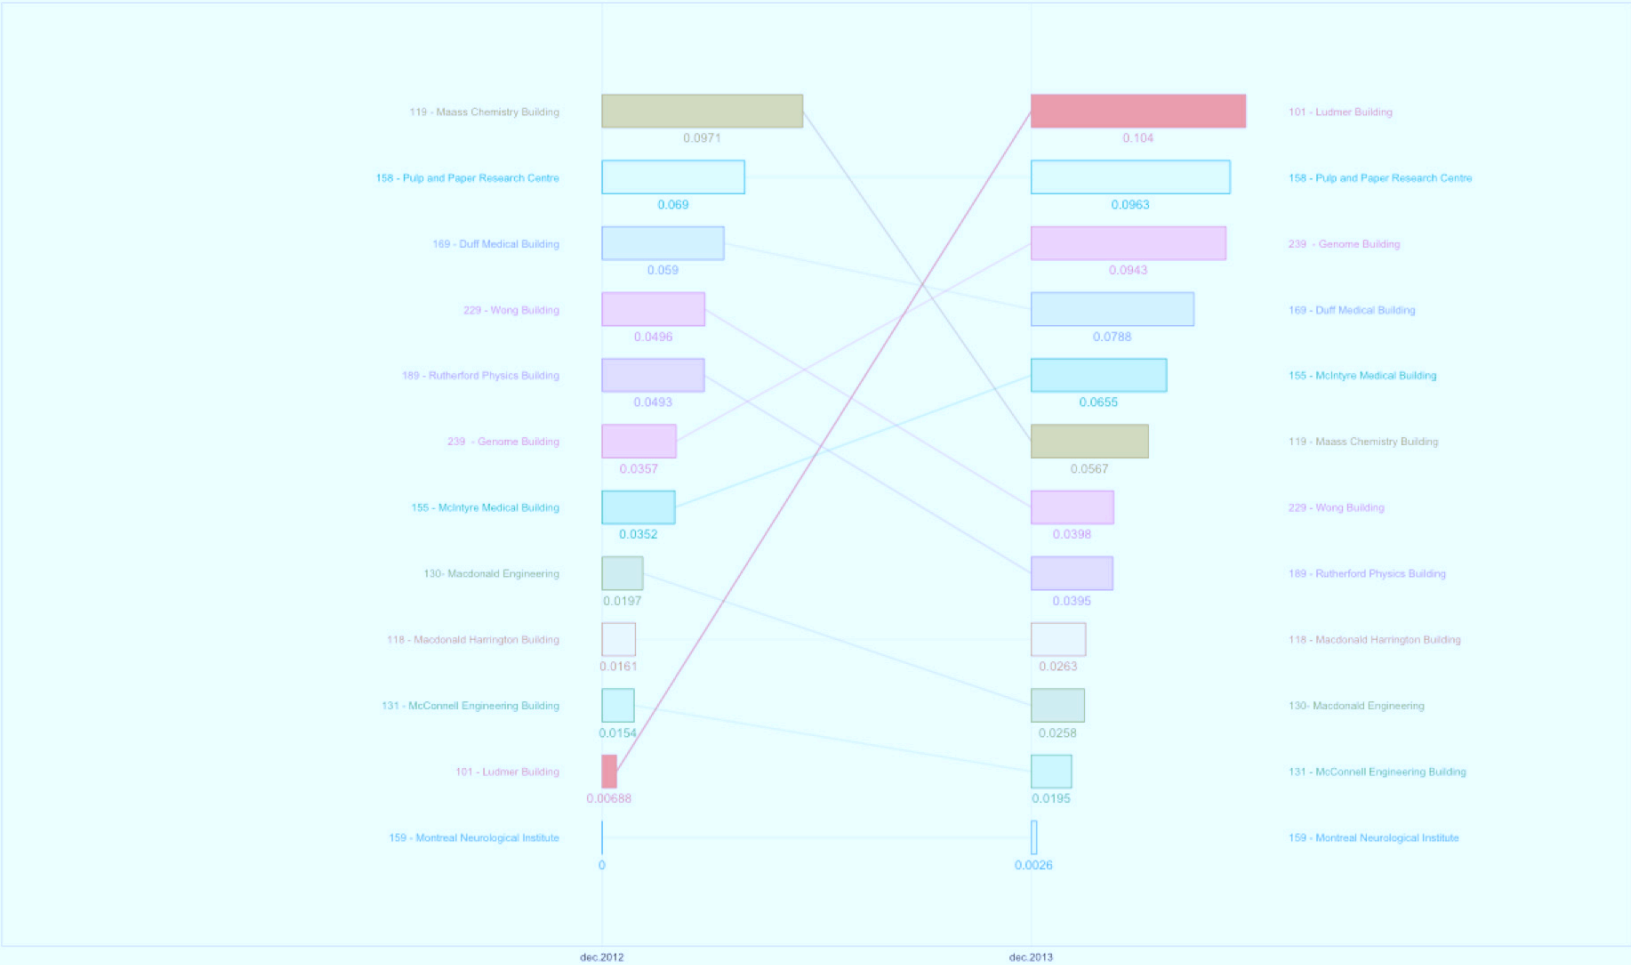 119 - Maass Chemistry Building
0.0971
158 - Pulp and Paper Research Centre
0.069
169 - Duff Medical Building
0.059
229 - Wong Building
0.0496
189 - Rutherford Physics Building
0.0493
239 - Genome Building
0.0357
155 - McIntyre Medical Building
0.0352
130- Macdonald Engineering
0.0197
118 - Macdonald Harrington Building
0.0161
131 - McConnell Engineering Building
0.0154
101 - Ludmer Building
0.00688
159 - Montreal Neurological Institute
0
dec.2012
101 - Ludmer Building
0.104
158 - Pulp and Paper Research Centre
0.0963
239 - Genome Building
0.0943
169 - Duff Medical Building
0.0788
155 - McIntyre Medical Building
0.0655
119 - Maass Chemistry Building
0.0567
229 - Wong Building
0.0398
189 - Rutherford Physics Building
0.0395
118 - Macdonald Harrington Building
0.0263
130- Macdonald Engineering
0.0258
131 - McConnell Engineering Building
0.0195
159 - Montreal Neurological Institute
0.0026
dec.2013